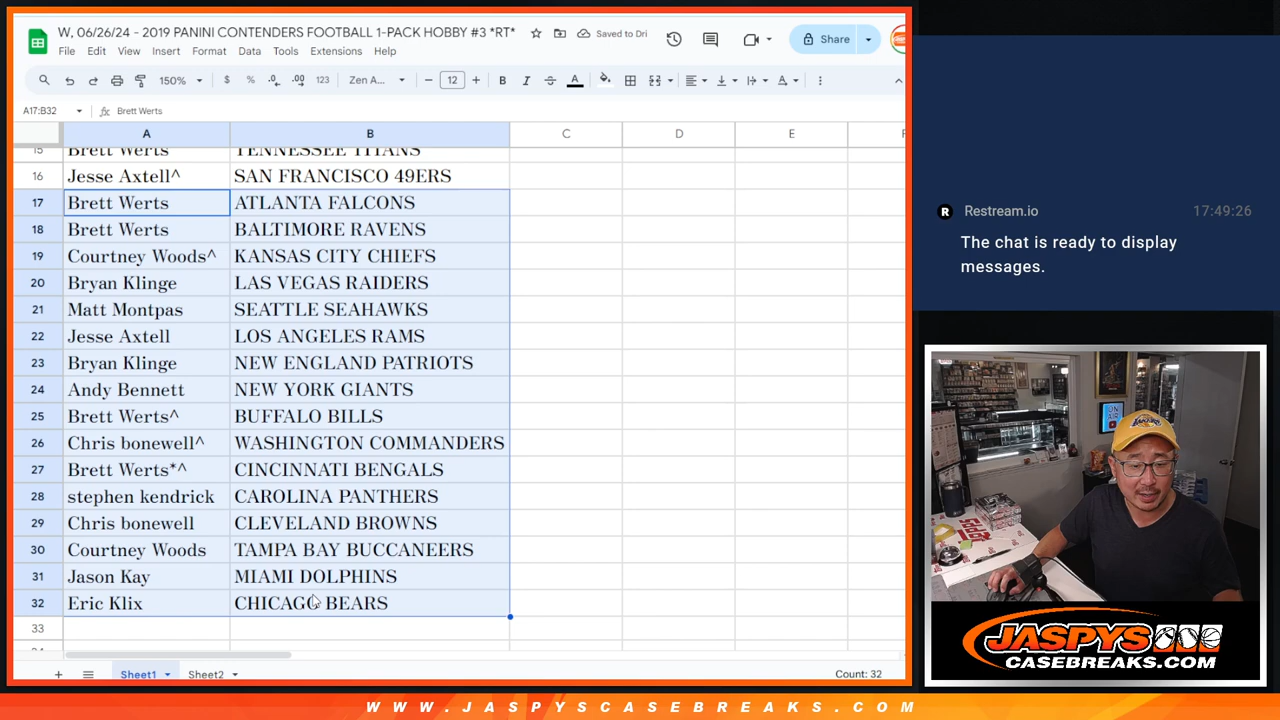 W, 06/26/24 - 2019 PANINI CONTENDERS FOOTBALL 1-PACK HOBBY #3 *RT*
Saved to Dri
File Edit View Insert Format Data Tools Extensions Help
Share
150% $ % .0 .00 123 Zen A... 12 B I A
A17:B32 fx Brett Werts
A B C D E F
15 Brett Werts TENNESSEE TITANS
16 Jesse Axtell^ SAN FRANCISCO 49ERS
17 Brett Werts ATLANTA FALCONS
18 Brett Werts BALTIMORE RAVENS
19 Courtney Woods^ KANSAS CITY CHIEFS
20 Bryan Klinge LAS VEGAS RAIDERS
21 Matt Montpas SEATTLE SEAHAWKS
22 Jesse Axtell LOS ANGELES RAMS
23 Bryan Klinge NEW ENGLAND PATRIOTS
24 Andy Bennett NEW YORK GIANTS
25 Brett Werts^ BUFFALO BILLS
26 Chris bonewell^ WASHINGTON COMMANDERS
27 Brett Werts*^ CINCINNATI BENGALS
28 stephen kendrick CAROLINA PANTHERS
29 Chris bonewell CLEVELAND BROWNS
30 Courtney Woods TAMPA BAY BUCCANEERS
31 Jason Kay MIAMI DOLPHINS
32 Eric Klix CHICAGO BEARS
33
Sheet1 Sheet2 Count: 32
R Restream.io 17:49:26
The chat is ready to display
messages.
ON AIR
JASPYS
CASEBREAKS.COM
WWW.JASPYSCASEBREAKS.COM